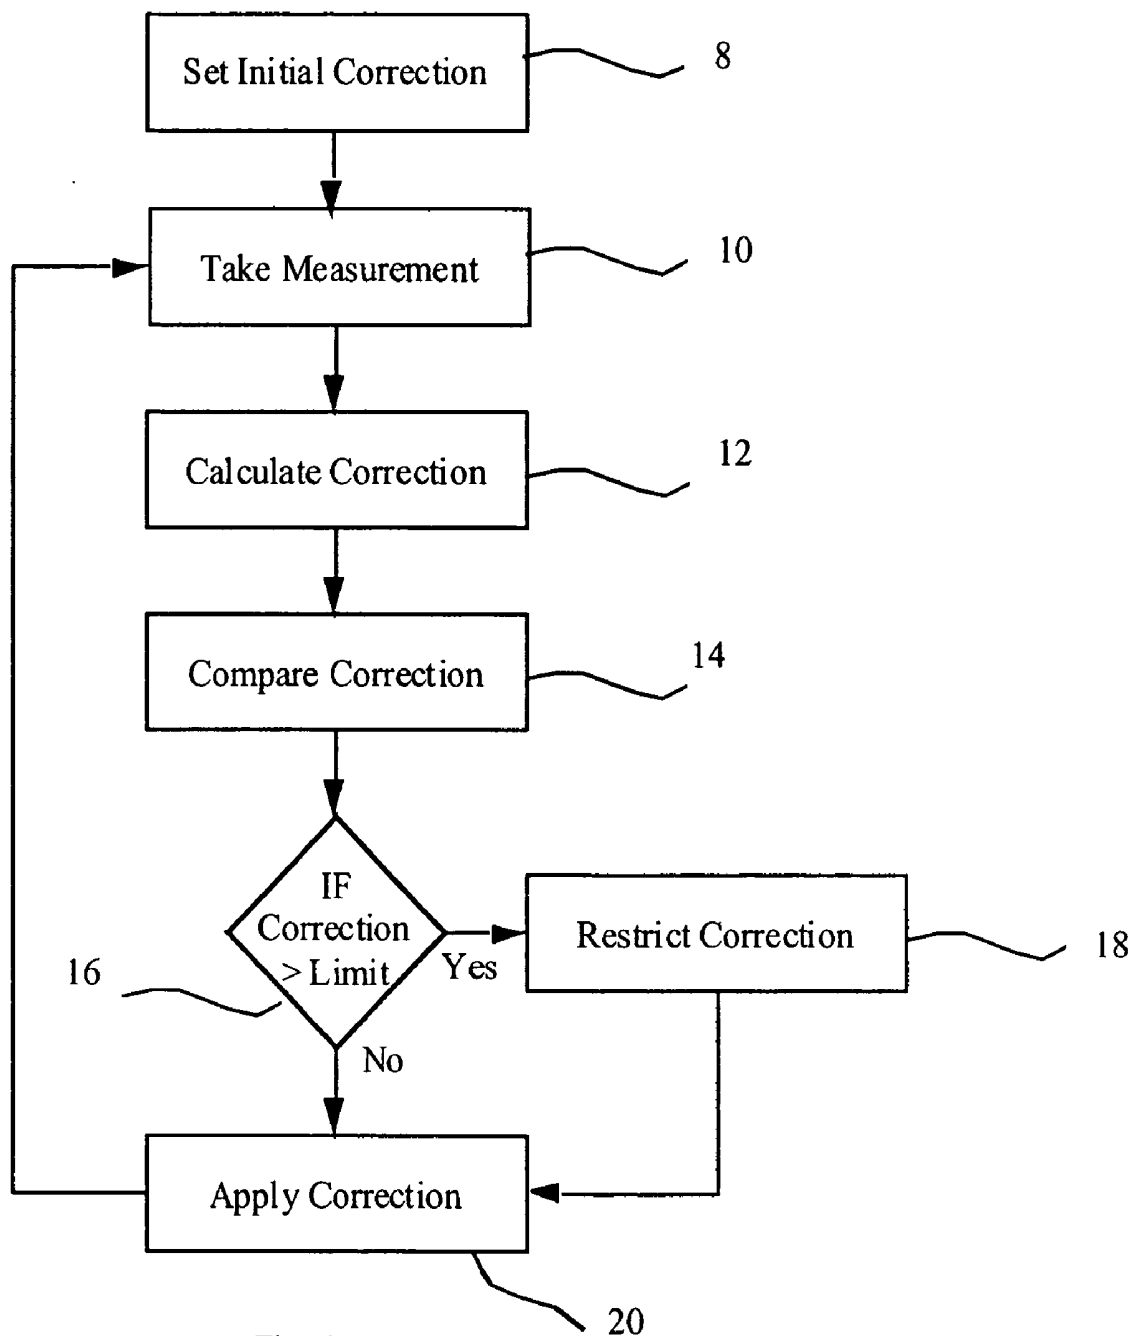 Set Initial Correction
8
Take Measurement
10
Calculate Correction
12
Compare Correction
14
IF
Correction
> Limit
Yes
Restrict Correction
18
16
No
Apply Correction
20